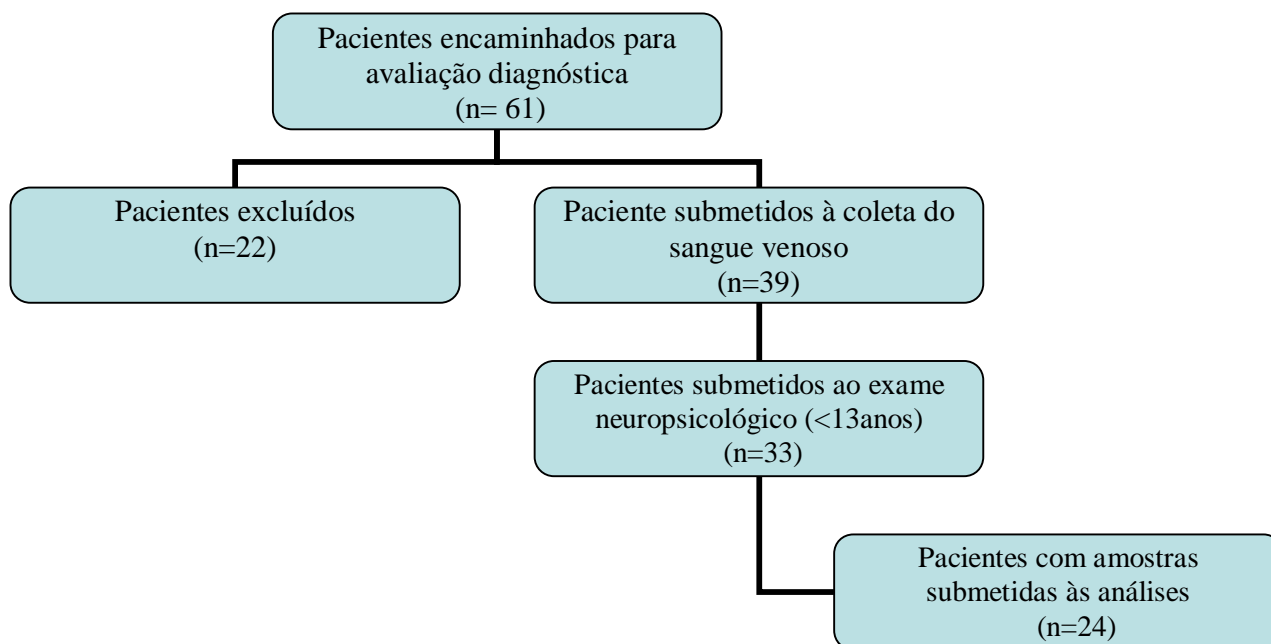 Pacientes encaminhados para
avaliação diagnóstica
(n= 61)
Pacientes excluídos
(n=22)
Paciente submetidos à coleta do
sangue venoso
(n=39)
Pacientes submetidos ao exame
neuropsicológico (<13anos)
(n=33)
Pacientes com amostras
submetidas às análises
(n=24)